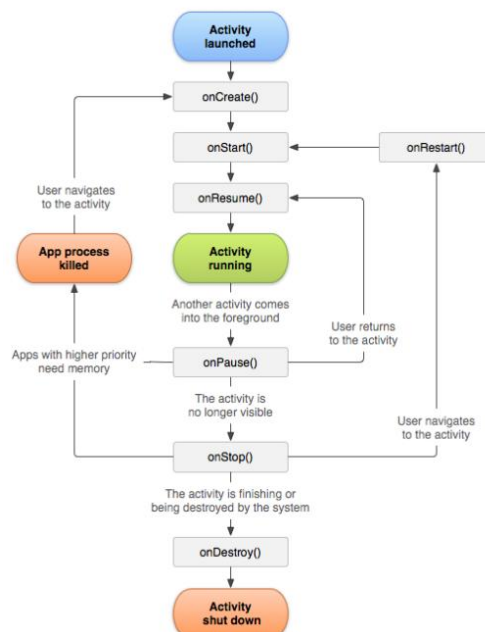 Activity
launched
onCreate()
onStart()
onRestart()
User navigates
to the activity
onResume()
App process
killed
Activity
running
Another activity comes
into the foreground
User returns
to the activity
Apps with higher priority
need memory
onPause()
The activity is
no longer visible
User navigates
to the activity
onStop()
The activity is finishing or
being destroyed by the system
onDestroy()
Activity
shut down